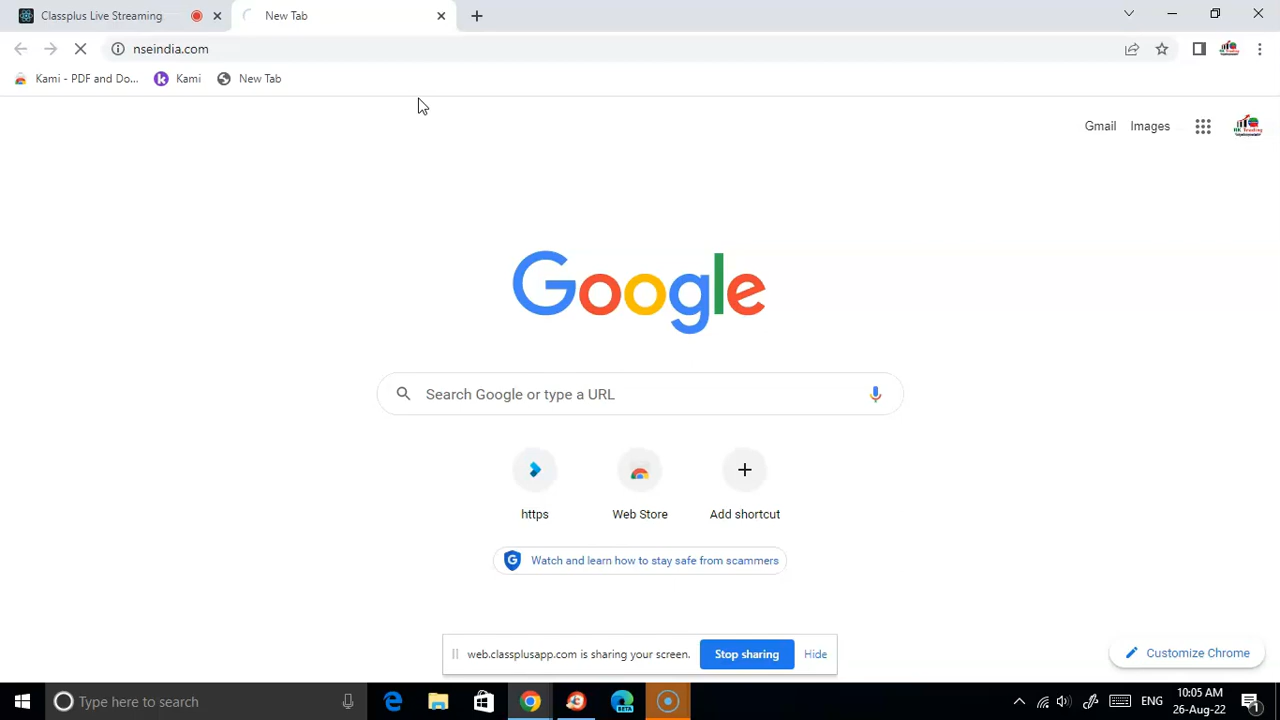 Classplus Live Streaming
New Tab
nseindia.com
Kami - PDF and Do...
Kami
New Tab
Gmail
Images
Google
Search Google or type a URL
https
Web Store
Add shortcut
Watch and learn how to stay safe from scammers
web.classplusapp.com is sharing your screen.
Stop sharing
Hide
Customize Chrome
Type here to search
BETA
ENG
10:05 AM
26-Aug-22
1